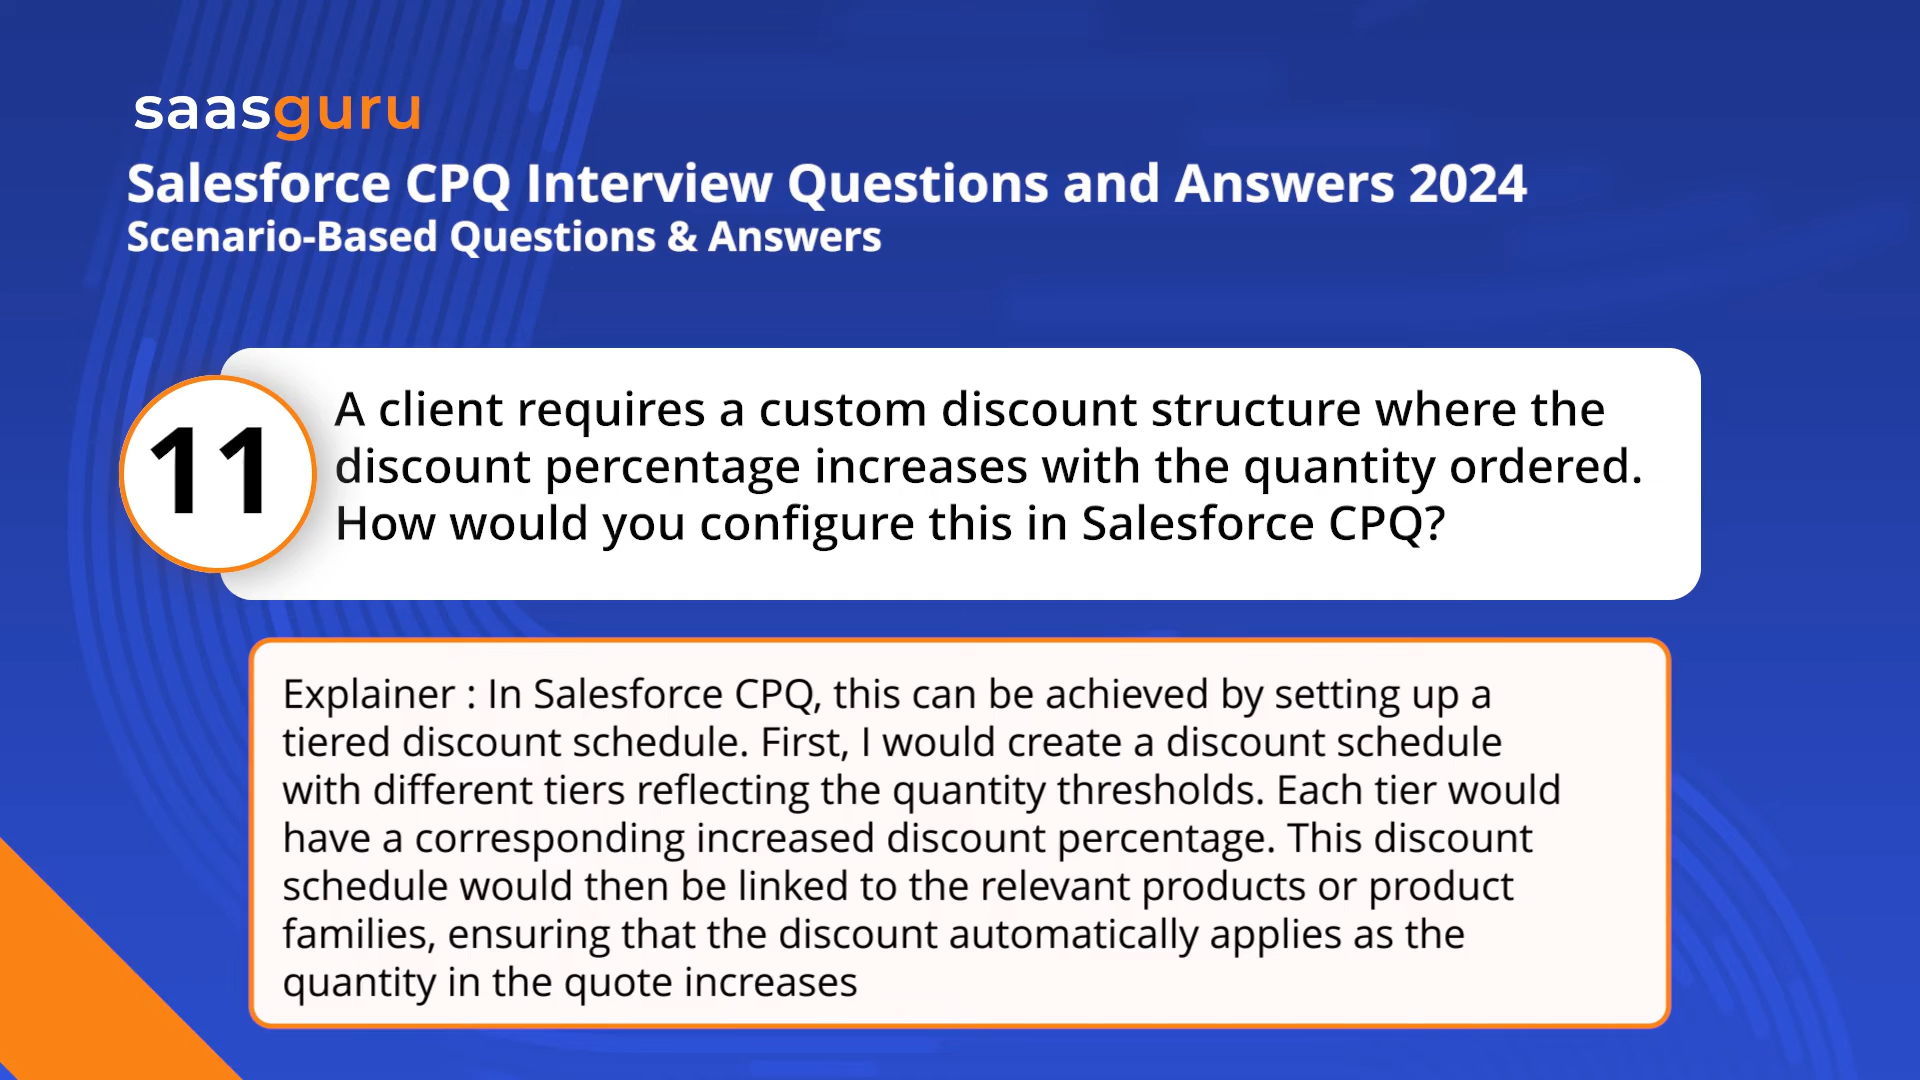 saasguru
Salesforce CPQ Interview Questions and Answers 2024
Scenario-Based Questions & Answers
11
A client requires a custom discount structure where the
discount percentage increases with the quantity ordered.
How would you configure this in Salesforce CPQ?
Explainer : In Salesforce CPQ, this can be achieved by setting up a
tiered discount schedule. First, I would create a discount schedule
with different tiers reflecting the quantity thresholds. Each tier would
have a corresponding increased discount percentage. This discount
schedule would then be linked to the relevant products or product
families, ensuring that the discount automatically applies as the
quantity in the quote increases